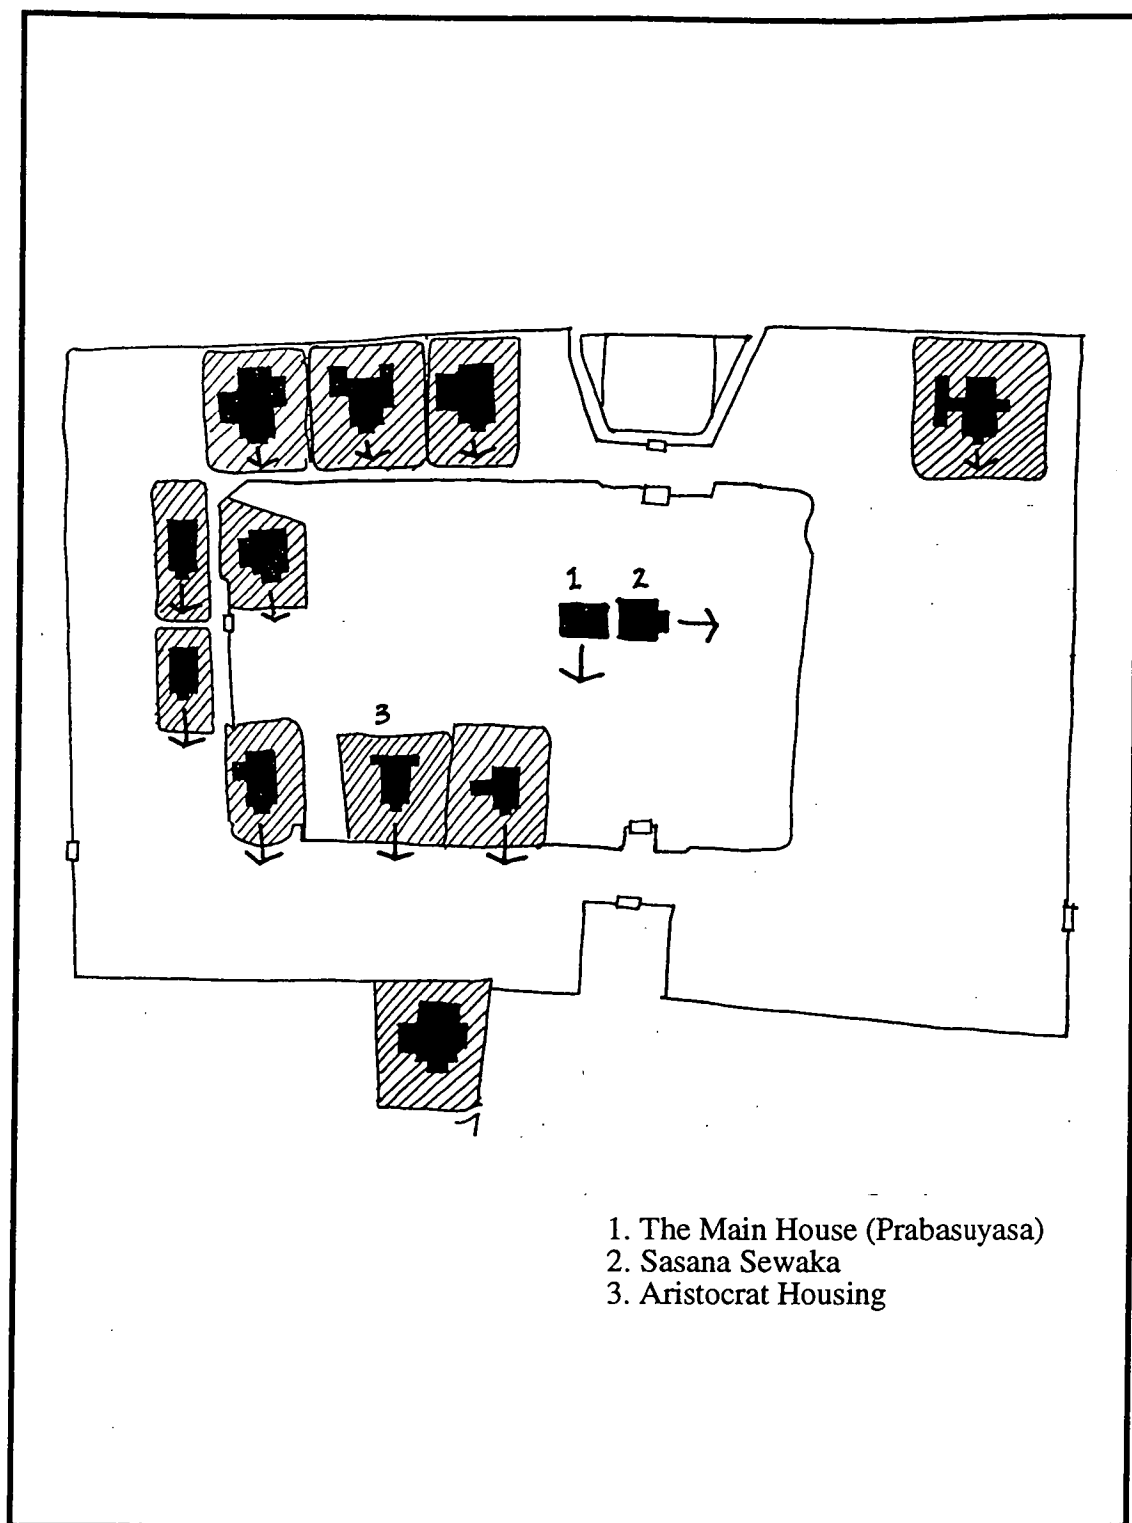 1 2
3
1. The Main House (Prabasuyasa)
2. Sasana Sewaka
3. Aristocrat Housing